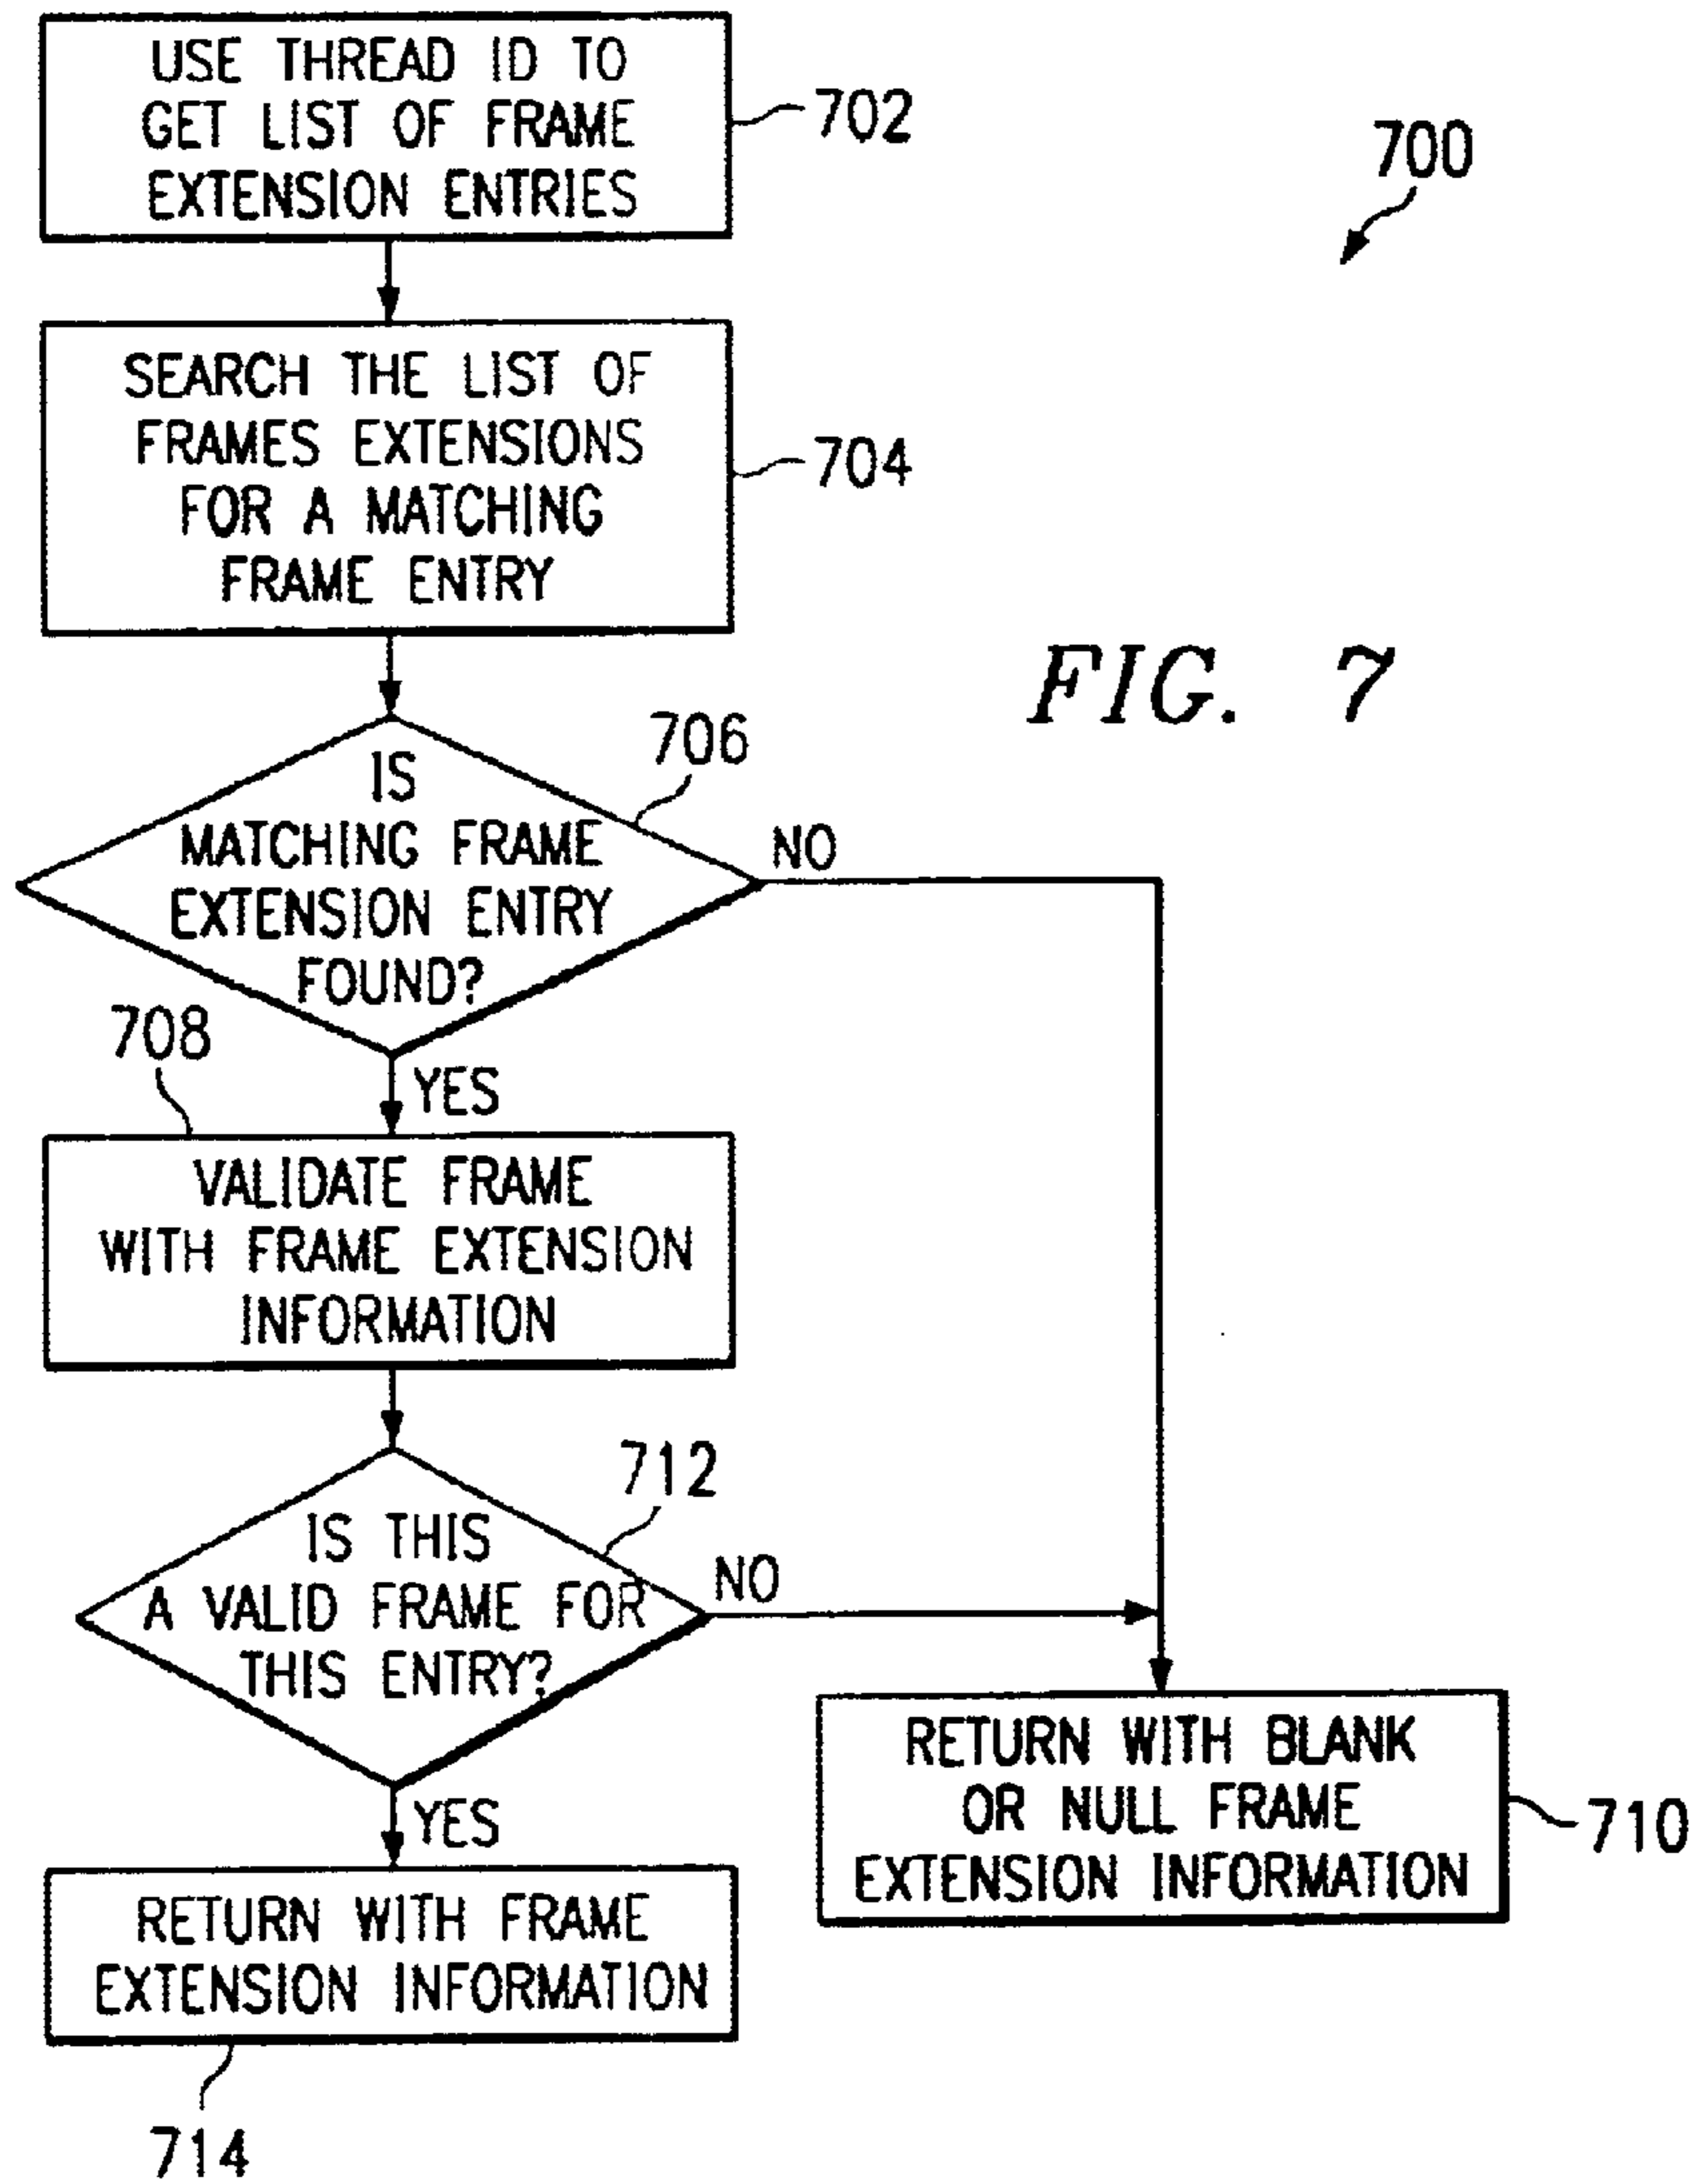 USE THREAD ID TO
GET LIST OF FRAME
EXTENSION ENTRIES
702
700
SEARCH THE LIST OF
FRAMES EXTENSIONS
FOR A MATCHING
FRAME ENTRY
704
FIG. 7
706
IS
MATCHING FRAME
EXTENSION ENTRY
FOUND?
NO
708
YES
VALIDATE FRAME
WITH FRAME EXTENSION
INFORMATION
712
IS THIS
A VALID FRAME FOR
THIS ENTRY?
NO
YES
RETURN WITH BLANK
OR NULL FRAME
EXTENSION INFORMATION
710
RETURN WITH FRAME
EXTENSION INFORMATION
714